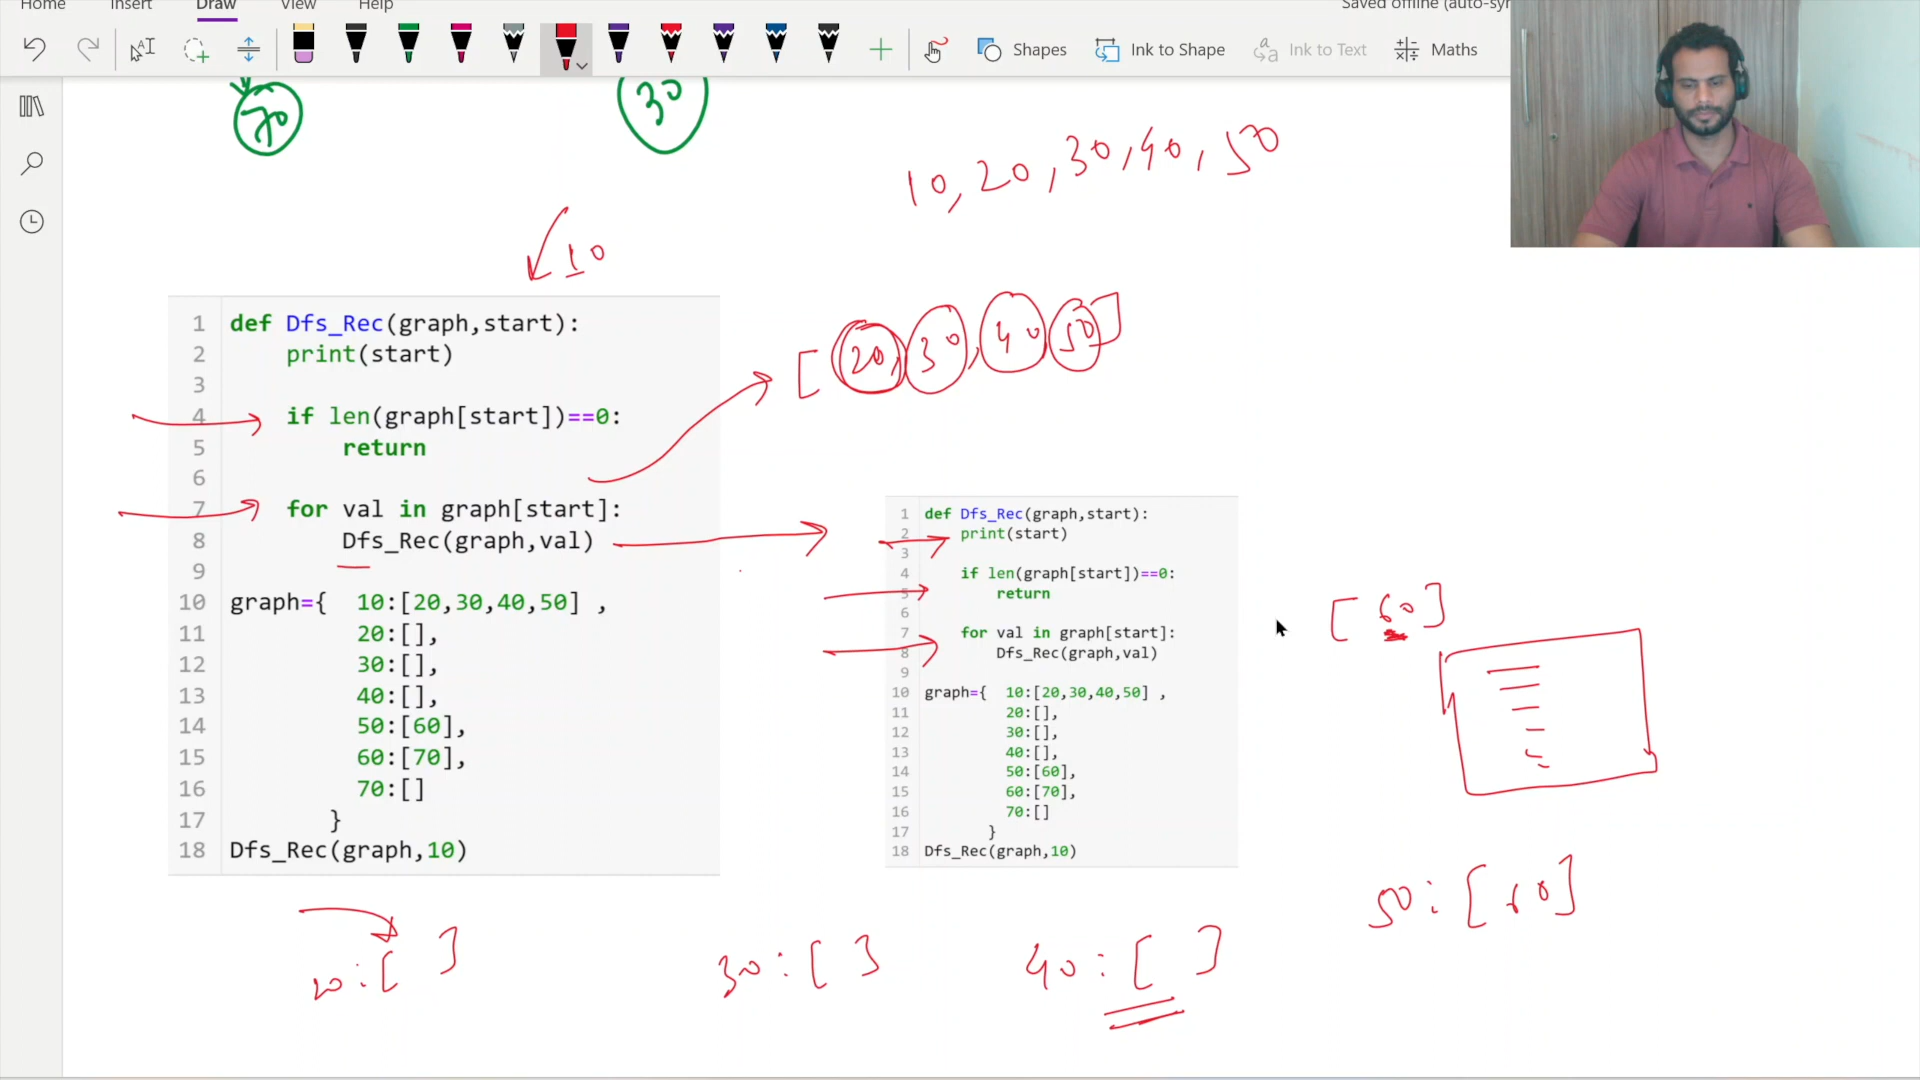 Home Insert Draw View Help
Saved offline (auto-syn
Shapes Ink to Shape Ink to Text Maths
70
30
10, 20, 30, 40, 50
10
1 def Dfs_Rec(graph,start):
2 print(start)
3
4 if len(graph[start])==0:
5 return
6
7 for val in graph[start]:
8 Dfs_Rec(graph,val)
9
10 graph={ 10:[20,30,40,50] ,
11 20:[],
12 30:[],
13 40:[],
14 50:[60],
15 60:[70],
16 70:[]
17 }
18 Dfs_Rec(graph,10)
[20, 30, 40 50]
1 def Dfs_Rec(graph,start):
2 print(start)
3
4 if len(graph[start])==0:
5 return
6
7 for val in graph[start]:
8 Dfs_Rec(graph,val)
9
10 graph={ 10:[20,30,40,50] ,
11 20:[],
12 30:[],
13 40:[],
14 50:[60],
15 60:[70],
16 70:[]
17 }
18 Dfs_Rec(graph,10)
[60]
50:[60]
20:[ ]
30:[ ]
40:[ ]